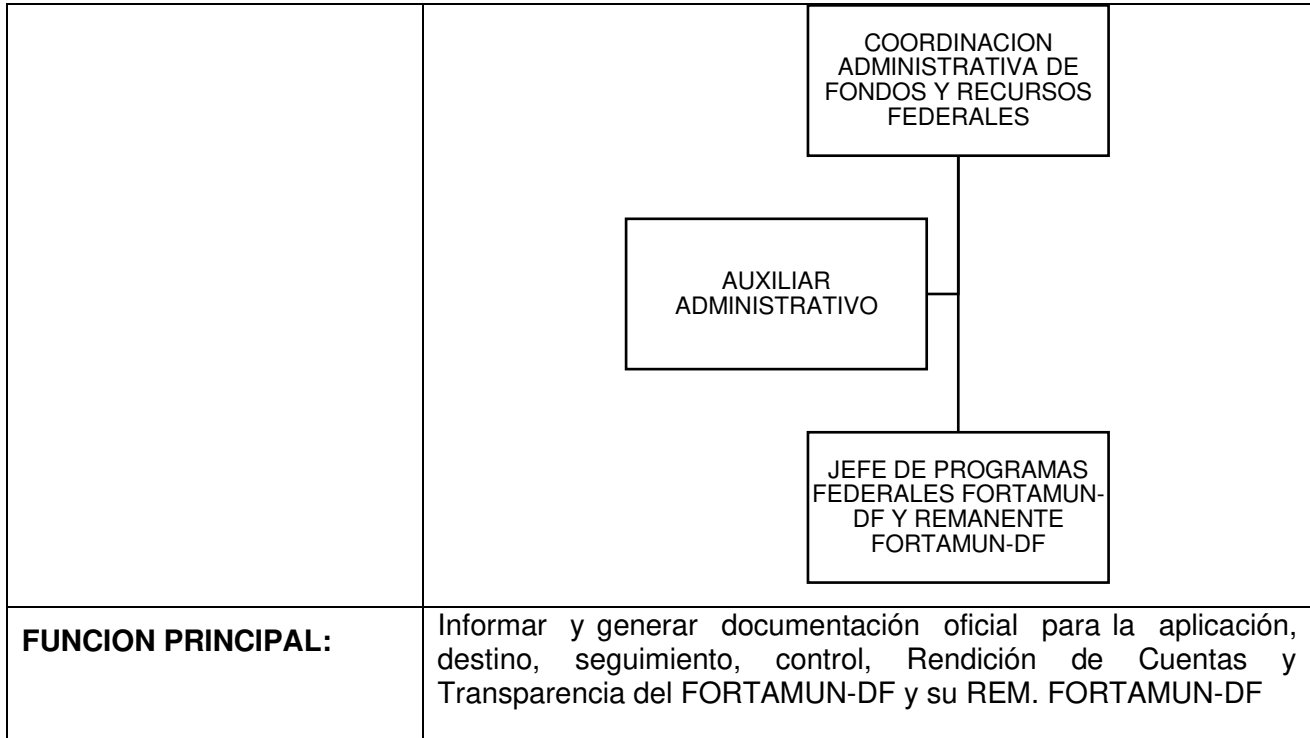 COORDINACION
ADMINISTRATIVA DE
FONDOS Y RECURSOS
FEDERALES
AUXILIAR
ADMINISTRATIVO
JEFE DE PROGRAMAS
FEDERALES FORTAMUN-
DF Y REMANENTE
FORTAMUN-DF
FUNCION PRINCIPAL:
Informar y generar documentación oficial para la aplicación,
destino, seguimiento, control, Rendición de Cuentas y
Transparencia del FORTAMUN-DF y su REM. FORTAMUN-DF